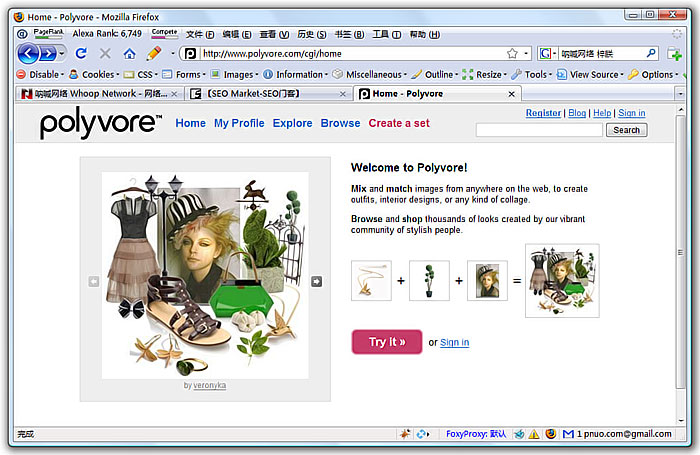 Home - Polyvore - Mozilla Firefox
PageRank Alexa Rank: 6,749 Compete 文件 (F) 编辑 (E) 查看 (V) 历史 (S) 书签 (B) 工具 (T) 帮助 (H)
http://www.polyvore.com/cgi/home
G 呐喊网络 梓朕
Disable Cookies CSS Forms Images Information Miscellaneous Outline Resize Tools View Source Options
呐喊网络 Whoop Network - 网络... 【SEO Market-SEO门客】 Home - Polyvore
Register | Blog | Help | Sign in
polyvore™ Home My Profile Explore Browse Create a set
Search
Welcome to Polyvore!
Mix and match images from anywhere on the web, to create
outfits, interior designs, or any kind of collage.
Browse and shop thousands of looks created by our vibrant
community of stylish people.
+ + =
Try It » or Sign in
by veronyka
完成 FoxyProxy: 默认 1 pnuo.com@gmail.com